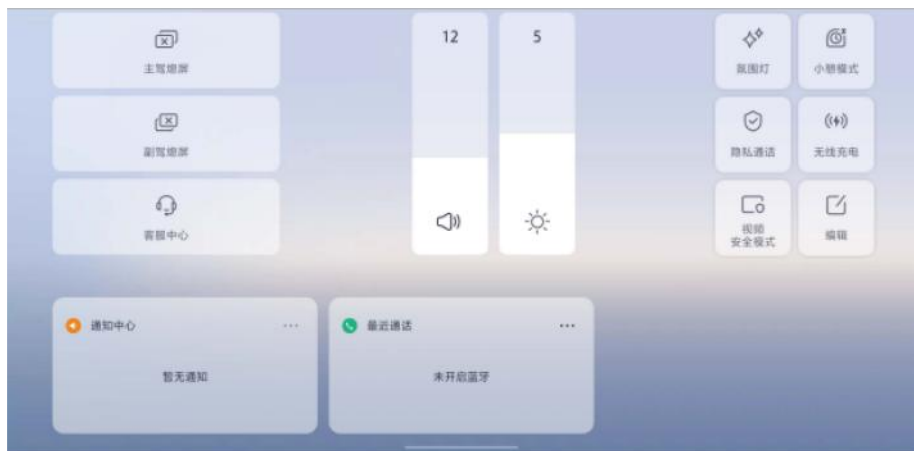 主驾熄屏
12
5
氛围灯
小憩模式
副驾熄屏
隐私通话
无线充电
客服中心
视频
安全模式
编辑
通知中心
...
最近通话
...
暂无通知
未开启蓝牙